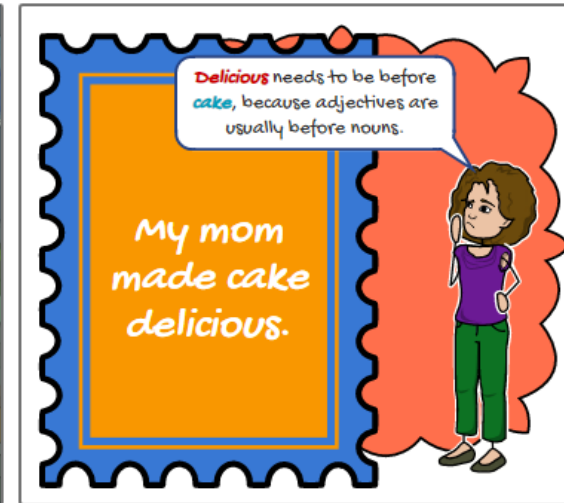 Delicious needs to be before
cake, because adjectives are
usually before nouns.
My mom
made cake
delicious.